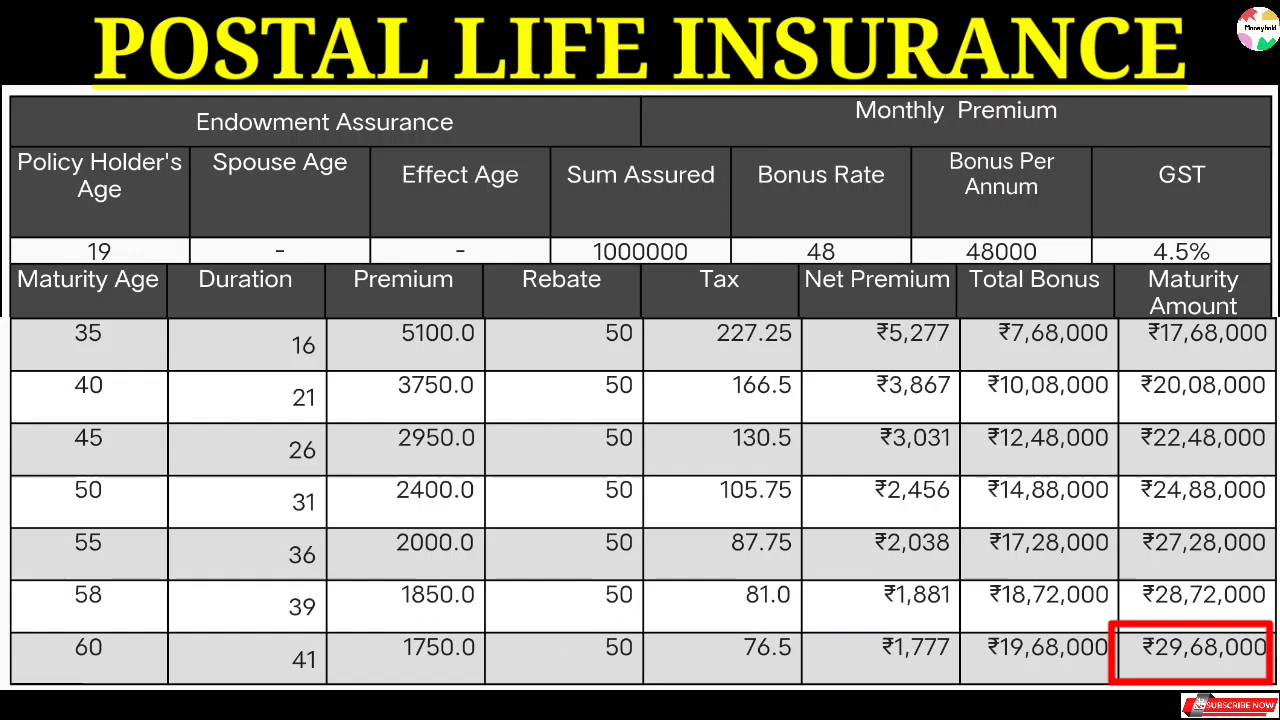 POSTAL LIFE INSURANCE
Moneyhold
Endowment Assurance Monthly Premium
Policy Holder's Age Spouse Age Effect Age Sum Assured Bonus Rate Bonus Per Annum GST
19 - - 1000000 48 48000 4.5%
Maturity Age Duration Premium Rebate Tax Net Premium Total Bonus Maturity Amount
35 16 5100.0 50 227.25 ₹5,277 ₹7,68,000 ₹17,68,000
40 21 3750.0 50 166.5 ₹3,867 ₹10,08,000 ₹20,08,000
45 26 2950.0 50 130.5 ₹3,031 ₹12,48,000 ₹22,48,000
50 31 2400.0 50 105.75 ₹2,456 ₹14,88,000 ₹24,88,000
55 36 2000.0 50 87.75 ₹2,038 ₹17,28,000 ₹27,28,000
58 39 1850.0 50 81.0 ₹1,881 ₹18,72,000 ₹28,72,000
60 41 1750.0 50 76.5 ₹1,777 ₹19,68,000 ₹29,68,000
SUBSCRIBE NOW